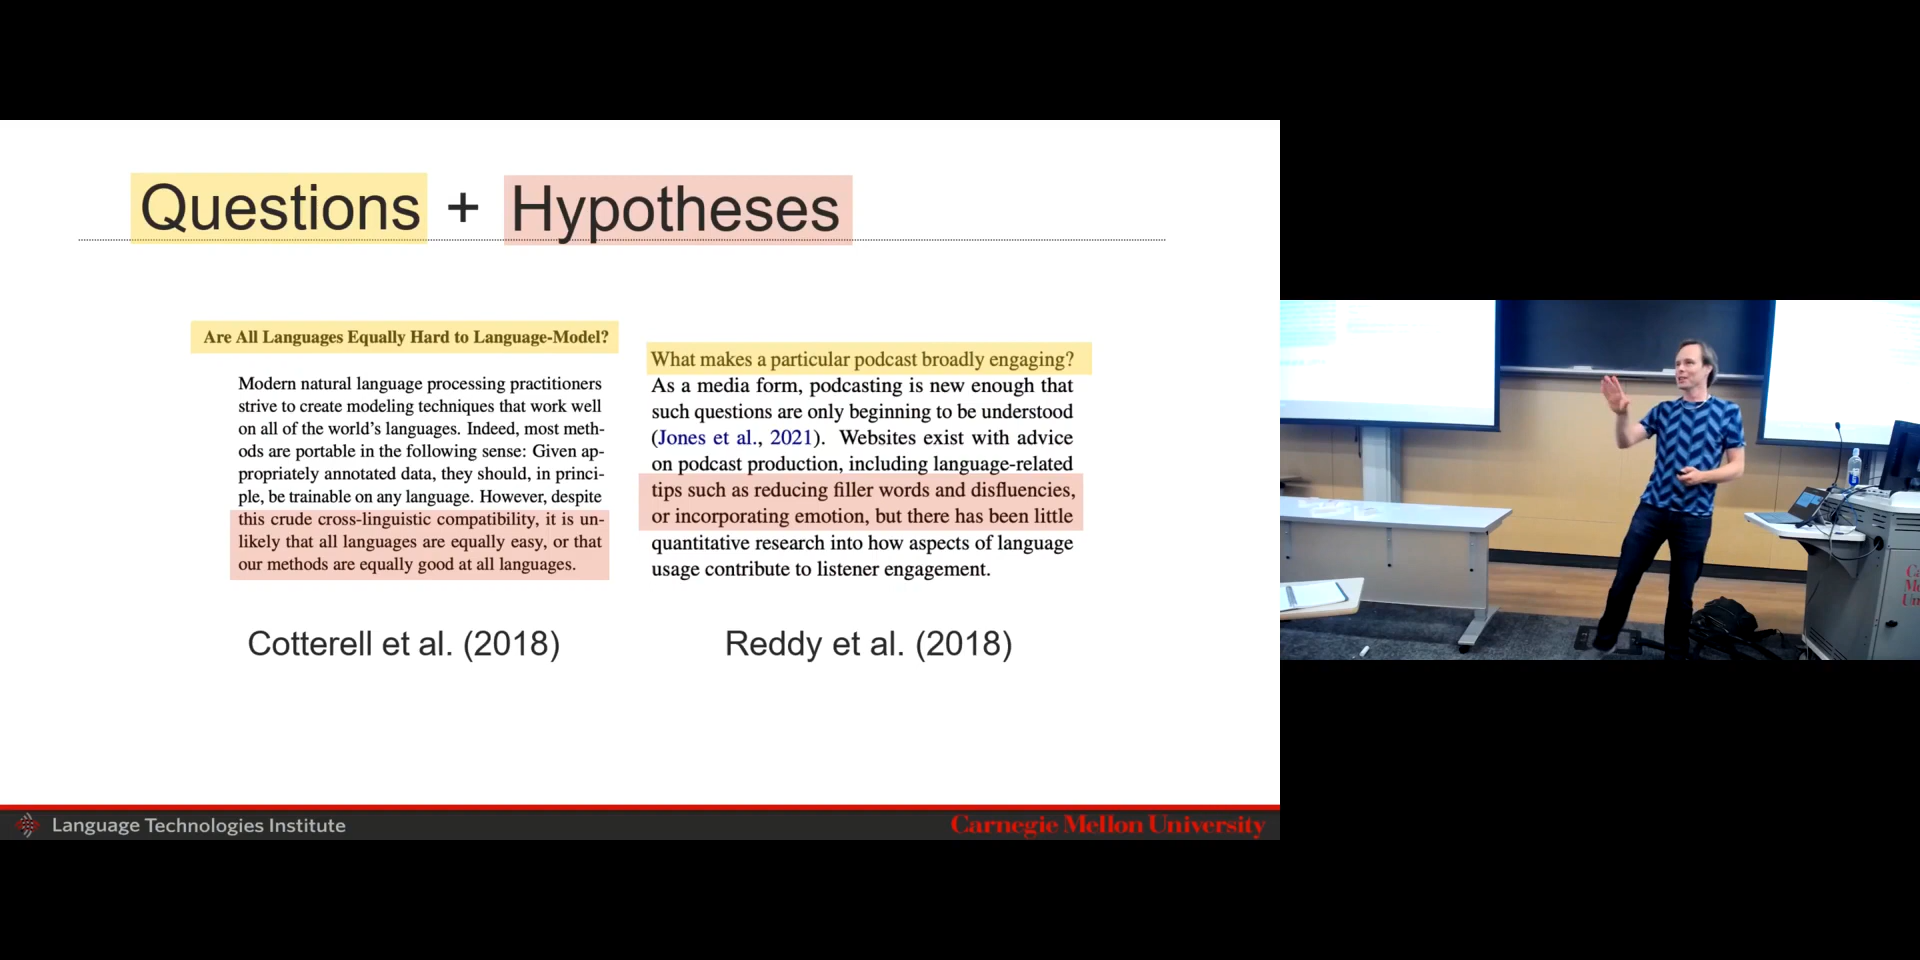 Questions + Hypotheses
Are All Languages Equally Hard to Language-Model?
Modern natural language processing practitioners
strive to create modeling techniques that work well
on all of the world's languages. Indeed, most meth-
ods are portable in the following sense: Given ap-
propriately annotated data, they should, in princi-
ple, be trainable on any language. However, despite
this crude cross-linguistic compatibility, it is un-
likely that all languages are equally easy, or that
our methods are equally good at all languages.
Cotterell et al. (2018)
What makes a particular podcast broadly engaging?
As a media form, podcasting is new enough that
such questions are only beginning to be understood
(Jones et al., 2021). Websites exist with advice
on podcast production, including language-related
tips such as reducing filler words and disfluencies,
or incorporating emotion, but there has been little
quantitative research into how aspects of language
usage contribute to listener engagement.
Reddy et al. (2018)
Language Technologies Institute
Carnegie Mellon University